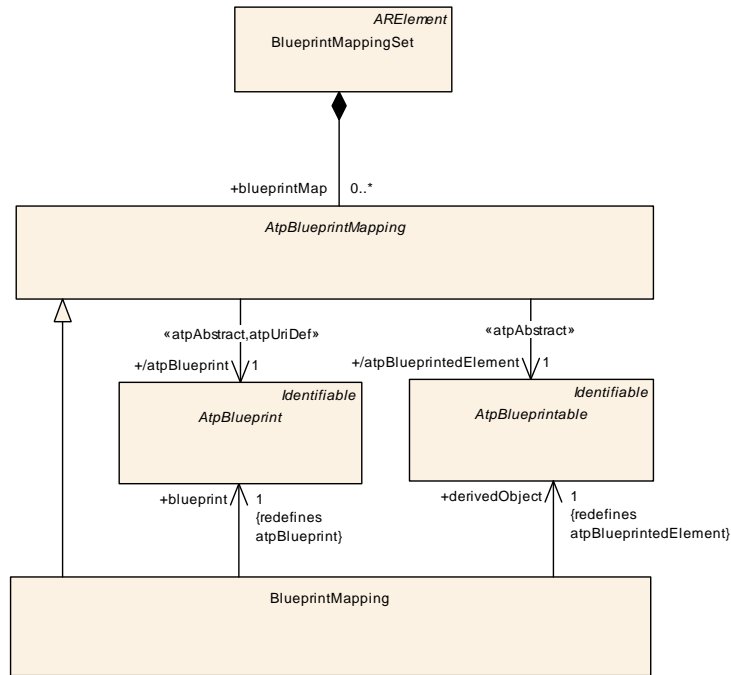 ARElement
BlueprintMappingSet
+blueprintMap 0..*
AtpBlueprintMapping
«atpAbstract,atpUriDef»
«atpAbstract»
+/atpBlueprint 1
+/atpBlueprintedElement 1
Identifiable
AtpBlueprint
Identifiable
AtpBlueprintable
+blueprint 1
{redefines
atpBlueprint}
+derivedObject 1
{redefines
atpBlueprintedElement}
BlueprintMapping